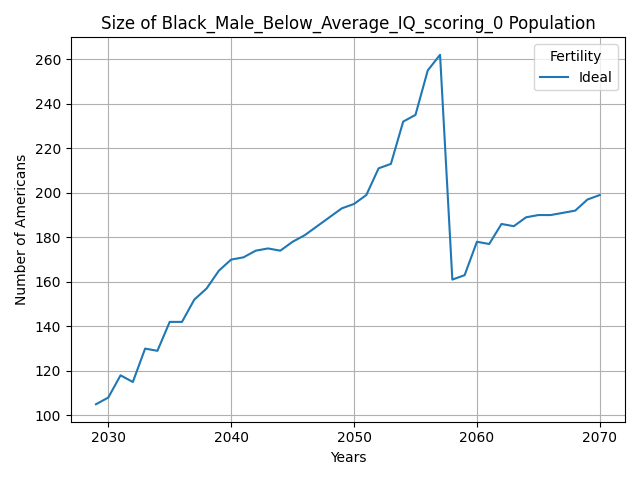 Size of Black_Male_Below_Average_IQ_scoring_0 Population
Fertility
Ideal
Number of Americans
260
240
220
200
180
160
140
120
100
2030 2040 2050 2060 2070
Years